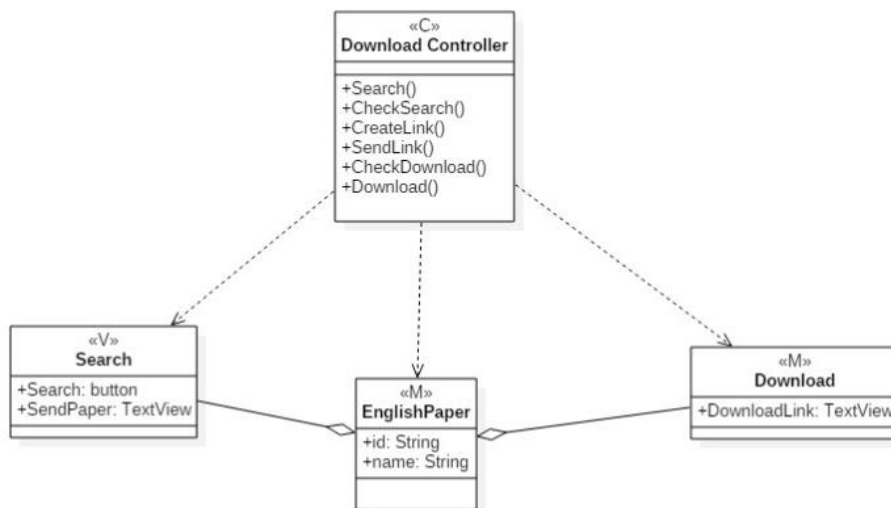 «C»
Download Controller
+Search()
+CheckSearch()
+CreateLink()
+SendLink()
+CheckDownload()
+Download()
«V»
Search
+Search: button
+SendPaper: TextView
«M»
EnglishPaper
+id: String
+name: String
«M»
Download
+DownloadLink: TextView